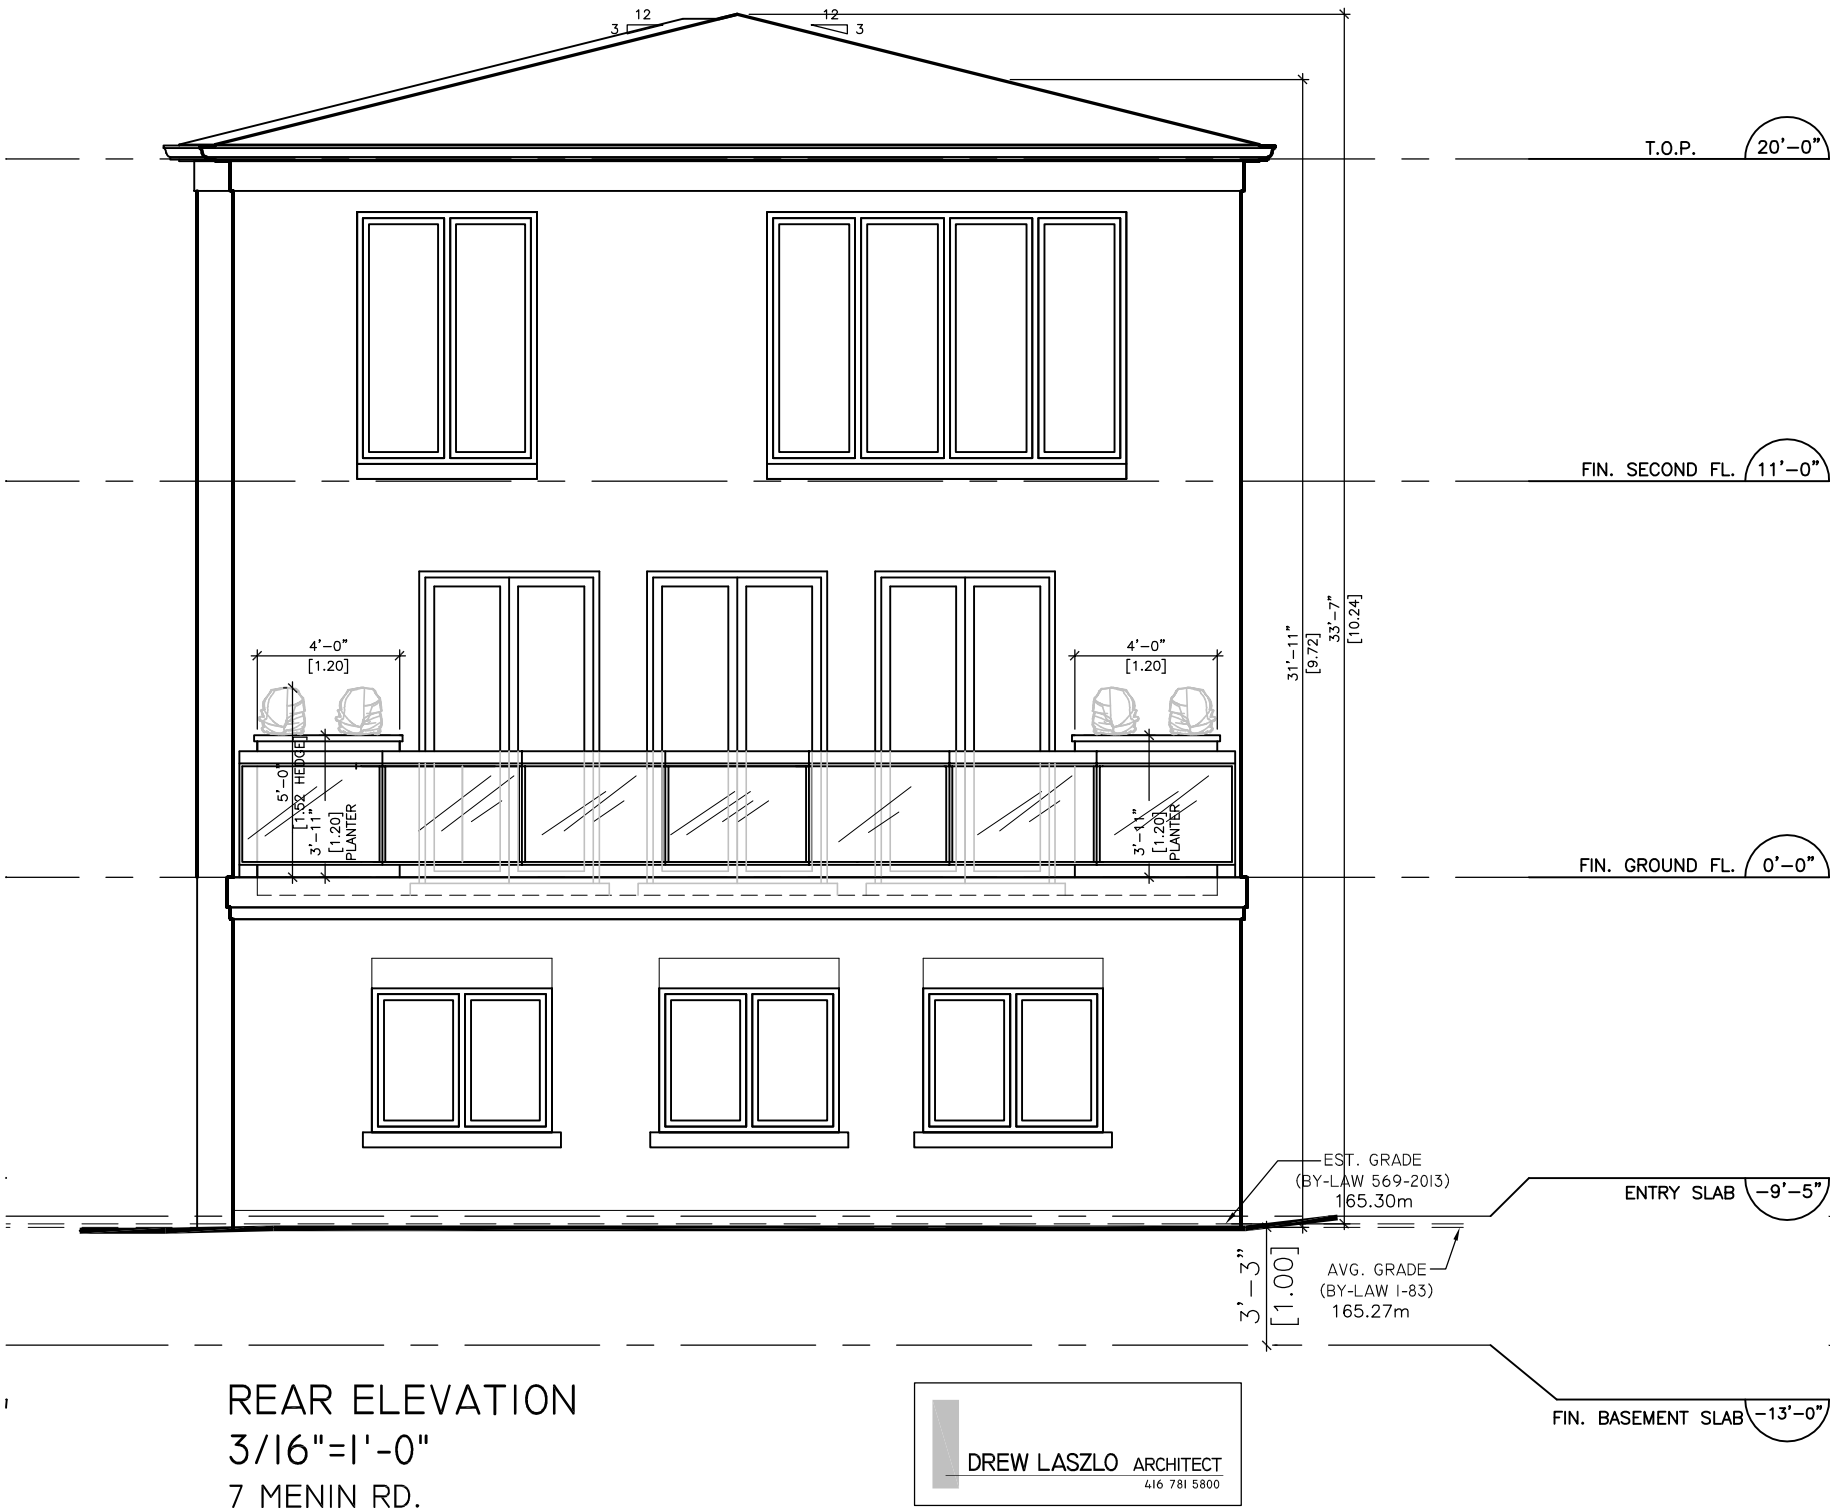 12
3
12
3
T.O.P. 20'-0"
FIN. SECOND FL. 11'-0"
33'-7"
[10.24]
31'-11"
[9.72]
4'-0"
[1.20]
4'-0"
[1.20]
5'-0"
[1.52 HEDGE]
3'-11"
[1.20]
PLANTER
3'-11"
[1.20]
PLANTER
FIN. GROUND FL. 0'-0"
EST. GRADE
(BY-LAW 569-2013)
165.30m
ENTRY SLAB -9'-5"
3'-3"
[1.00]
AVG. GRADE
(BY-LAW 1-83)
165.27m
FIN. BASEMENT SLAB -13'-0"
REAR ELEVATION
3/16"=1'-0"
7 MENIN RD.
DREW LASZLO ARCHITECT
416 781 5800